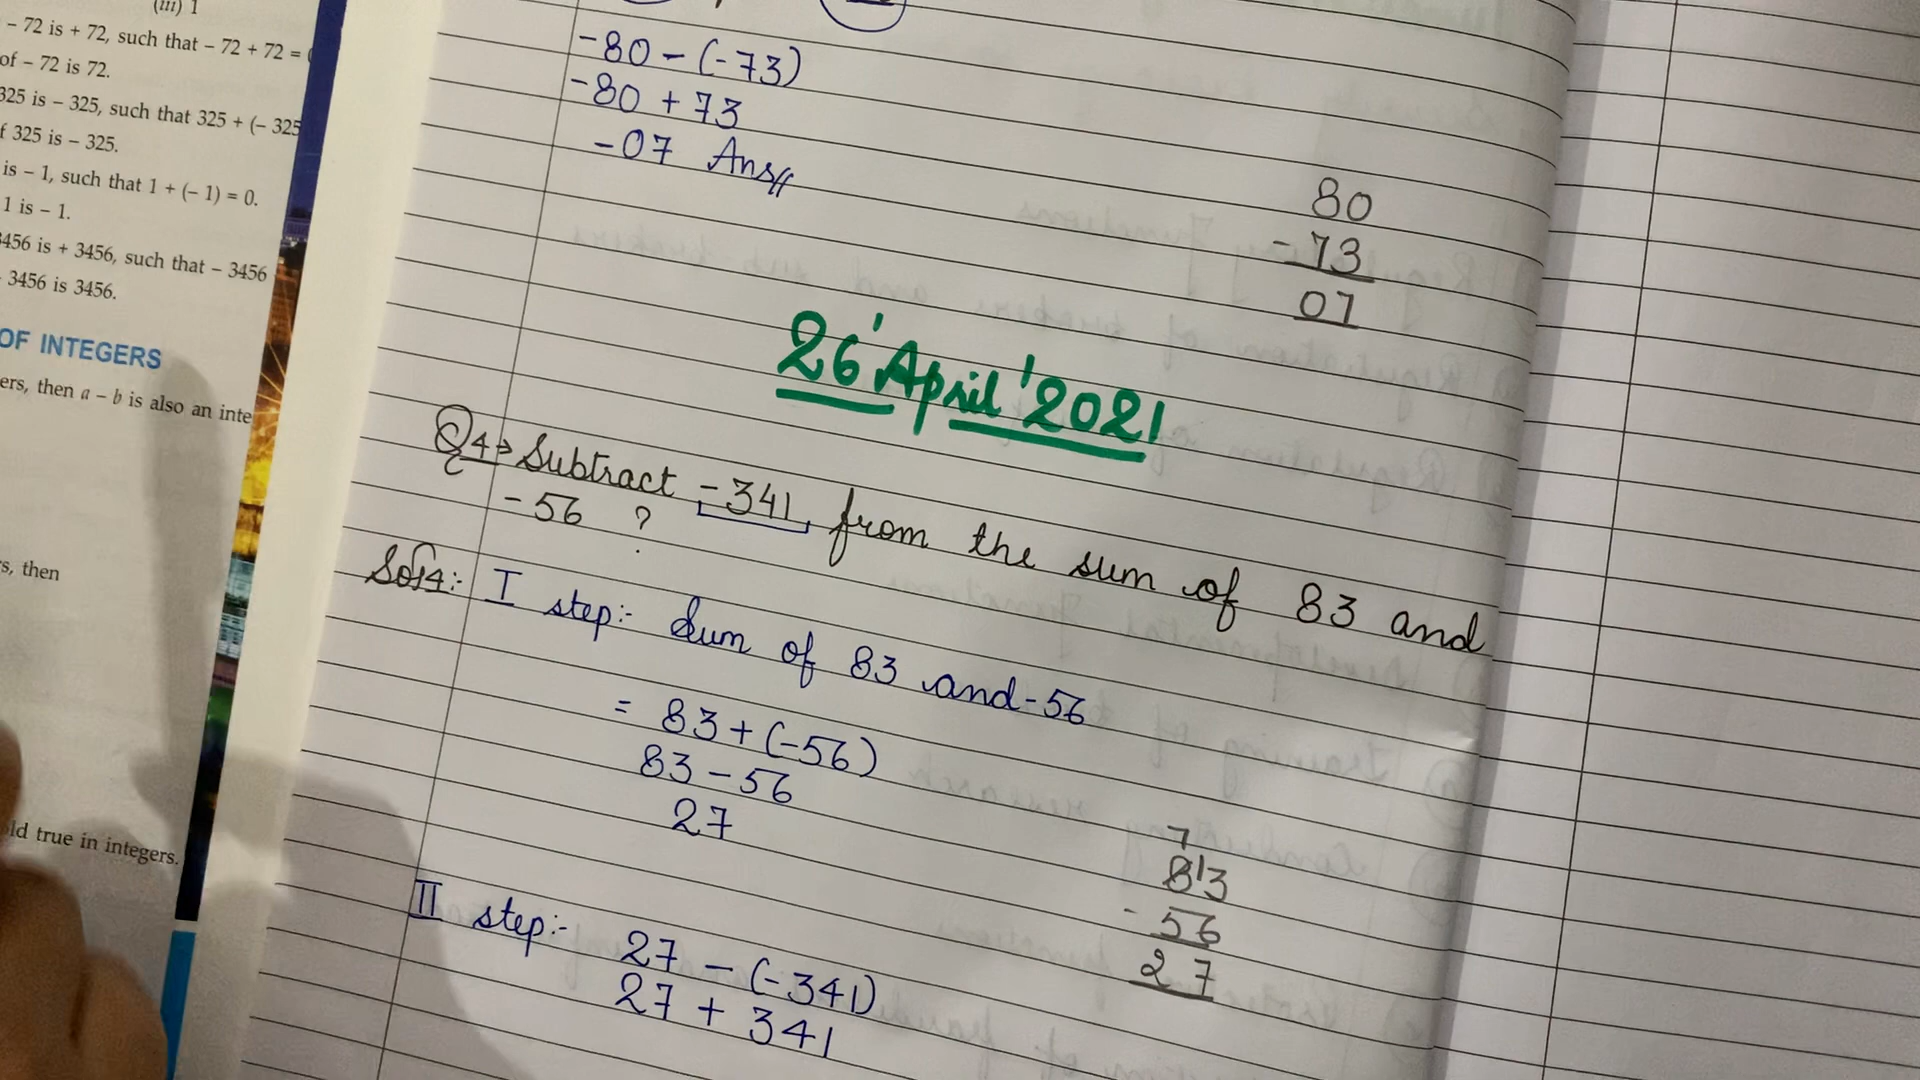 (iii) 1
– 72 is + 72, such that – 72 + 72 =
of – 72 is 72.
325 is – 325, such that 325 + (– 325
f 325 is – 325.
is – 1, such that 1 + (– 1) = 0.
1 is – 1.
3456 is + 3456, such that – 3456
3456 is 3456.
OF INTEGERS
ers, then a – b is also an inte
s, then
ld true in integers.
-80 - (-73)
-80 + 73
-07 Ans
80
- 73
07
26' April '2021
Q4→ Subtract -341 from the sum of 83 and
-56 ?
Sol4:- I step:- Sum of 83 and -56
= 83 + (-56)
83 - 56
27
7
813
- 56
27
II step:- 27 - (-341)
27 + 341